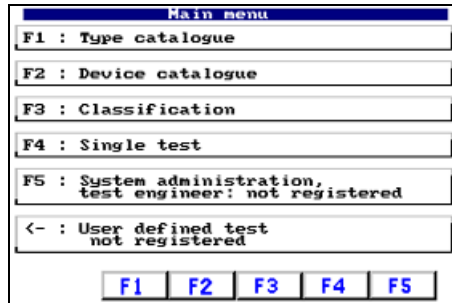 Main menu
F1 : Type catalogue
F2 : Device catalogue
F3 : Classification
F4 : Single test
F5 : System administration,
test engineer: not registered
<- : User defined test
not registered
F1 F2 F3 F4 F5